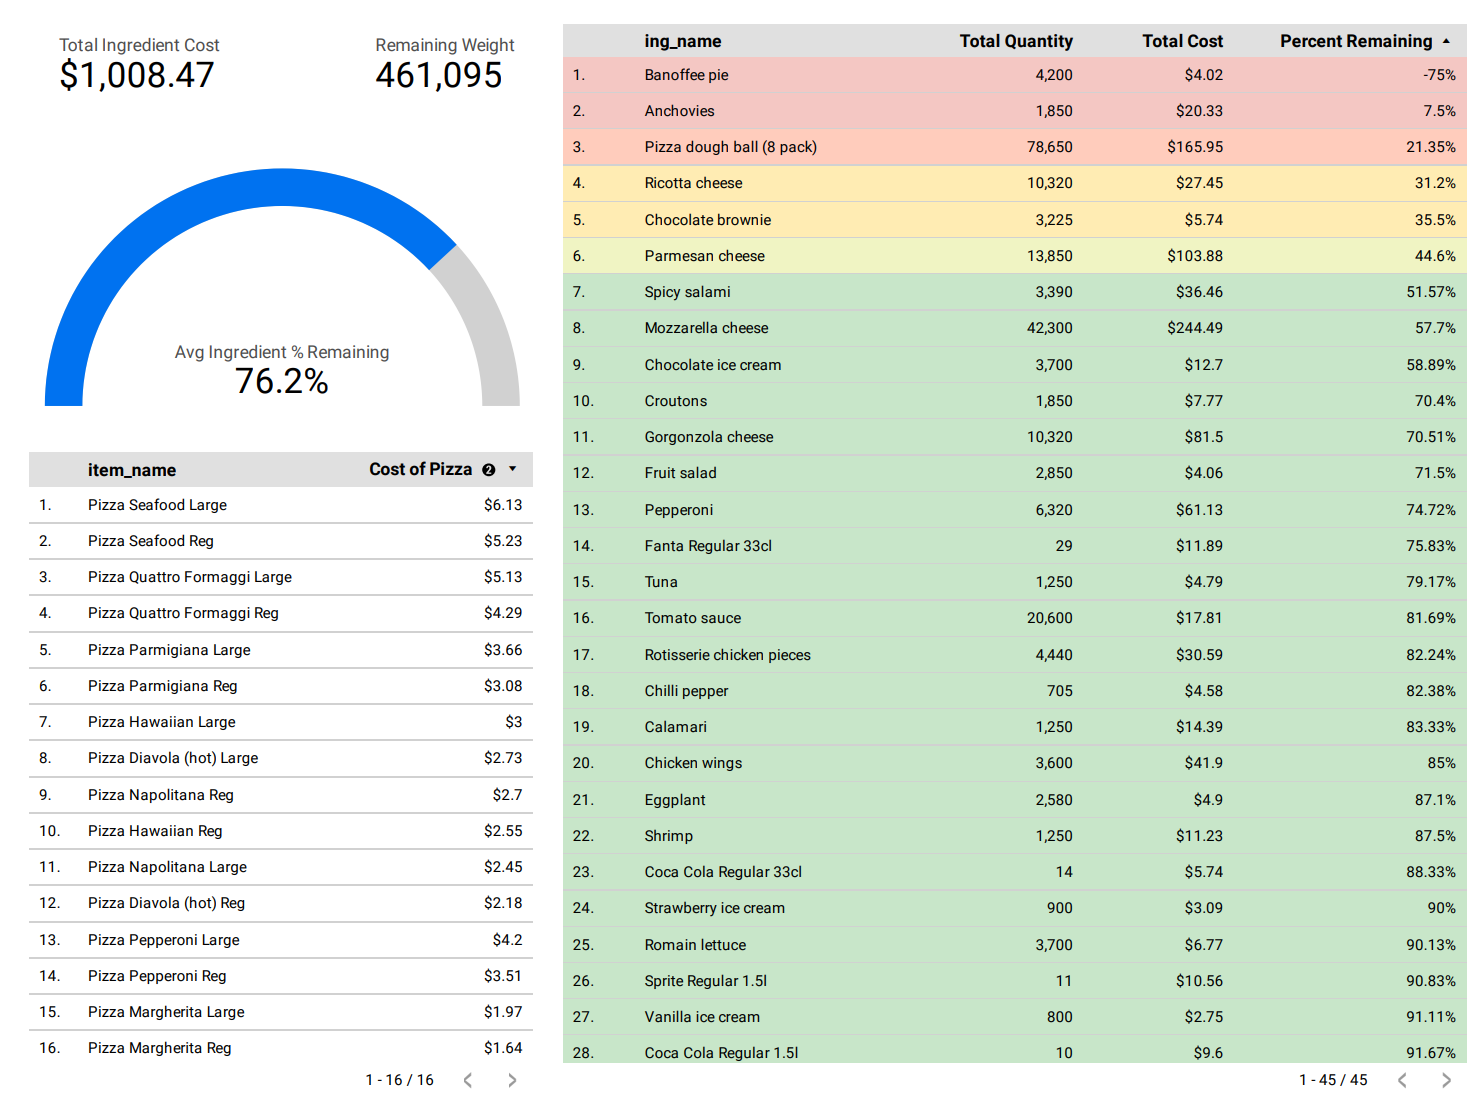 Total Ingredient Cost
$1,008.47
Remaining Weight
461,095
Avg Ingredient % Remaining
76.2%
item_name Cost of Pizza 2
1. Pizza Seafood Large $6.13
2. Pizza Seafood Reg $5.23
3. Pizza Quattro Formaggi Large $5.13
4. Pizza Quattro Formaggi Reg $4.29
5. Pizza Parmigiana Large $3.66
6. Pizza Parmigiana Reg $3.08
7. Pizza Hawaiian Large $3
8. Pizza Diavola (hot) Large $2.73
9. Pizza Napolitana Reg $2.7
10. Pizza Hawaiian Reg $2.55
11. Pizza Napolitana Large $2.45
12. Pizza Diavola (hot) Reg $2.18
13. Pizza Pepperoni Large $4.2
14. Pizza Pepperoni Reg $3.51
15. Pizza Margherita Large $1.97
16. Pizza Margherita Reg $1.64
1 - 16 / 16
ing_name Total Quantity Total Cost Percent Remaining
1. Banoffee pie 4,200 $4.02 -75%
2. Anchovies 1,850 $20.33 7.5%
3. Pizza dough ball (8 pack) 78,650 $165.95 21.35%
4. Ricotta cheese 10,320 $27.45 31.2%
5. Chocolate brownie 3,225 $5.74 35.5%
6. Parmesan cheese 13,850 $103.88 44.6%
7. Spicy salami 3,390 $36.46 51.57%
8. Mozzarella cheese 42,300 $244.49 57.7%
9. Chocolate ice cream 3,700 $12.7 58.89%
10. Croutons 1,850 $7.77 70.4%
11. Gorgonzola cheese 10,320 $81.5 70.51%
12. Fruit salad 2,850 $4.06 71.5%
13. Pepperoni 6,320 $61.13 74.72%
14. Fanta Regular 33cl 29 $11.89 75.83%
15. Tuna 1,250 $4.79 79.17%
16. Tomato sauce 20,600 $17.81 81.69%
17. Rotisserie chicken pieces 4,440 $30.59 82.24%
18. Chilli pepper 705 $4.58 82.38%
19. Calamari 1,250 $14.39 83.33%
20. Chicken wings 3,600 $41.9 85%
21. Eggplant 2,580 $4.9 87.1%
22. Shrimp 1,250 $11.23 87.5%
23. Coca Cola Regular 33cl 14 $5.74 88.33%
24. Strawberry ice cream 900 $3.09 90%
25. Romain lettuce 3,700 $6.77 90.13%
26. Sprite Regular 1.5l 11 $10.56 90.83%
27. Vanilla ice cream 800 $2.75 91.11%
28. Coca Cola Regular 1.5l 10 $9.6 91.67%
1 - 45 / 45